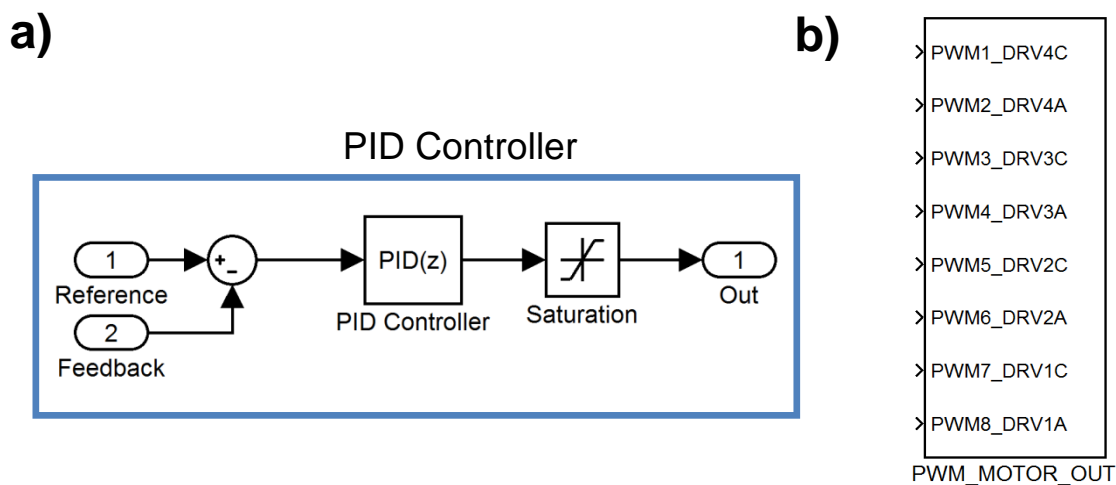 a)
PID Controller
1
Reference
2
Feedback
+
-
PID(z)
PID Controller
Saturation
1
Out
b)
PWM1_DRV4C
PWM2_DRV4A
PWM3_DRV3C
PWM4_DRV3A
PWM5_DRV2C
PWM6_DRV2A
PWM7_DRV1C
PWM8_DRV1A
PWM_MOTOR_OUT